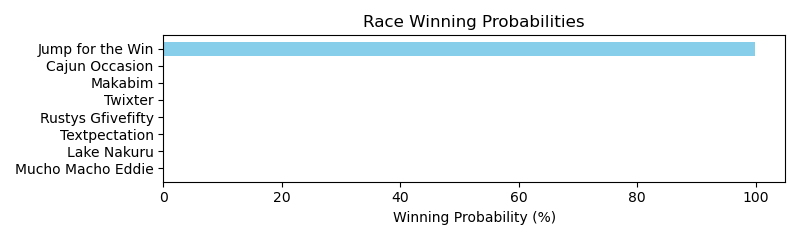 Race Winning Probabilities
Jump for the Win
Cajun Occasion
Makabim
Twixter
Rustys Gfivefifty
Textpectation
Lake Nakuru
Mucho Macho Eddie
0 20 40 60 80 100
Winning Probability (%)